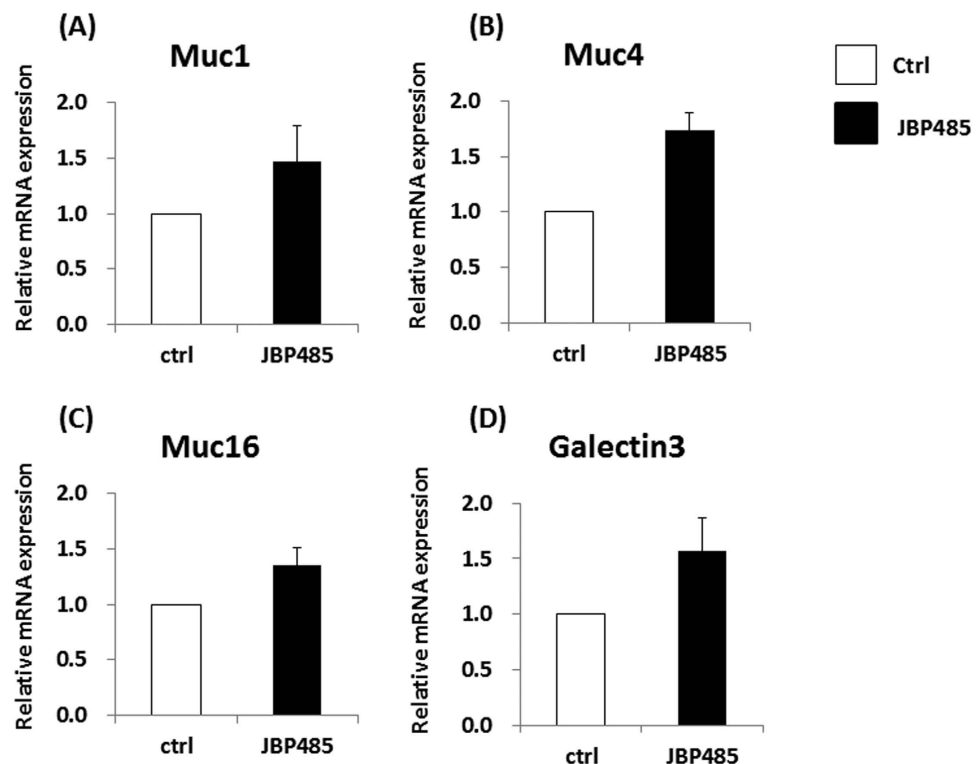 (A)
Muc1
Relative mRNA expression
2.0
1.5
1.0
0.5
0.0
ctrl JBP485
(B)
Muc4
Relative mRNA expression
2.0
1.5
1.0
0.5
0.0
ctrl JBP485
Ctrl
JBP485
(C)
Muc16
Relative mRNA expression
2.0
1.5
1.0
0.5
0.0
ctrl JBP485
(D)
Galectin3
Relative mRNA expression
2.0
1.5
1.0
0.5
0.0
ctrl JBP485